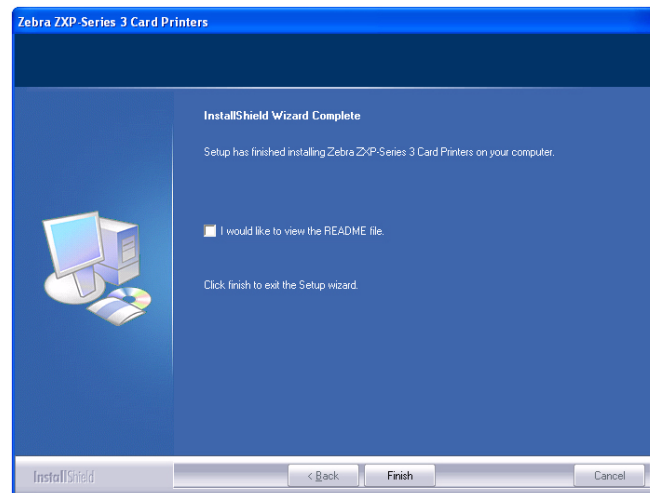 Zebra ZXP-Series 3 Card Printers
InstallShield Wizard Complete
Setup has finished installing Zebra ZXP-Series 3 Card Printers on your computer.
I would like to view the README file.
Click finish to exit the Setup wizard.
InstallShield
< Back Finish Cancel